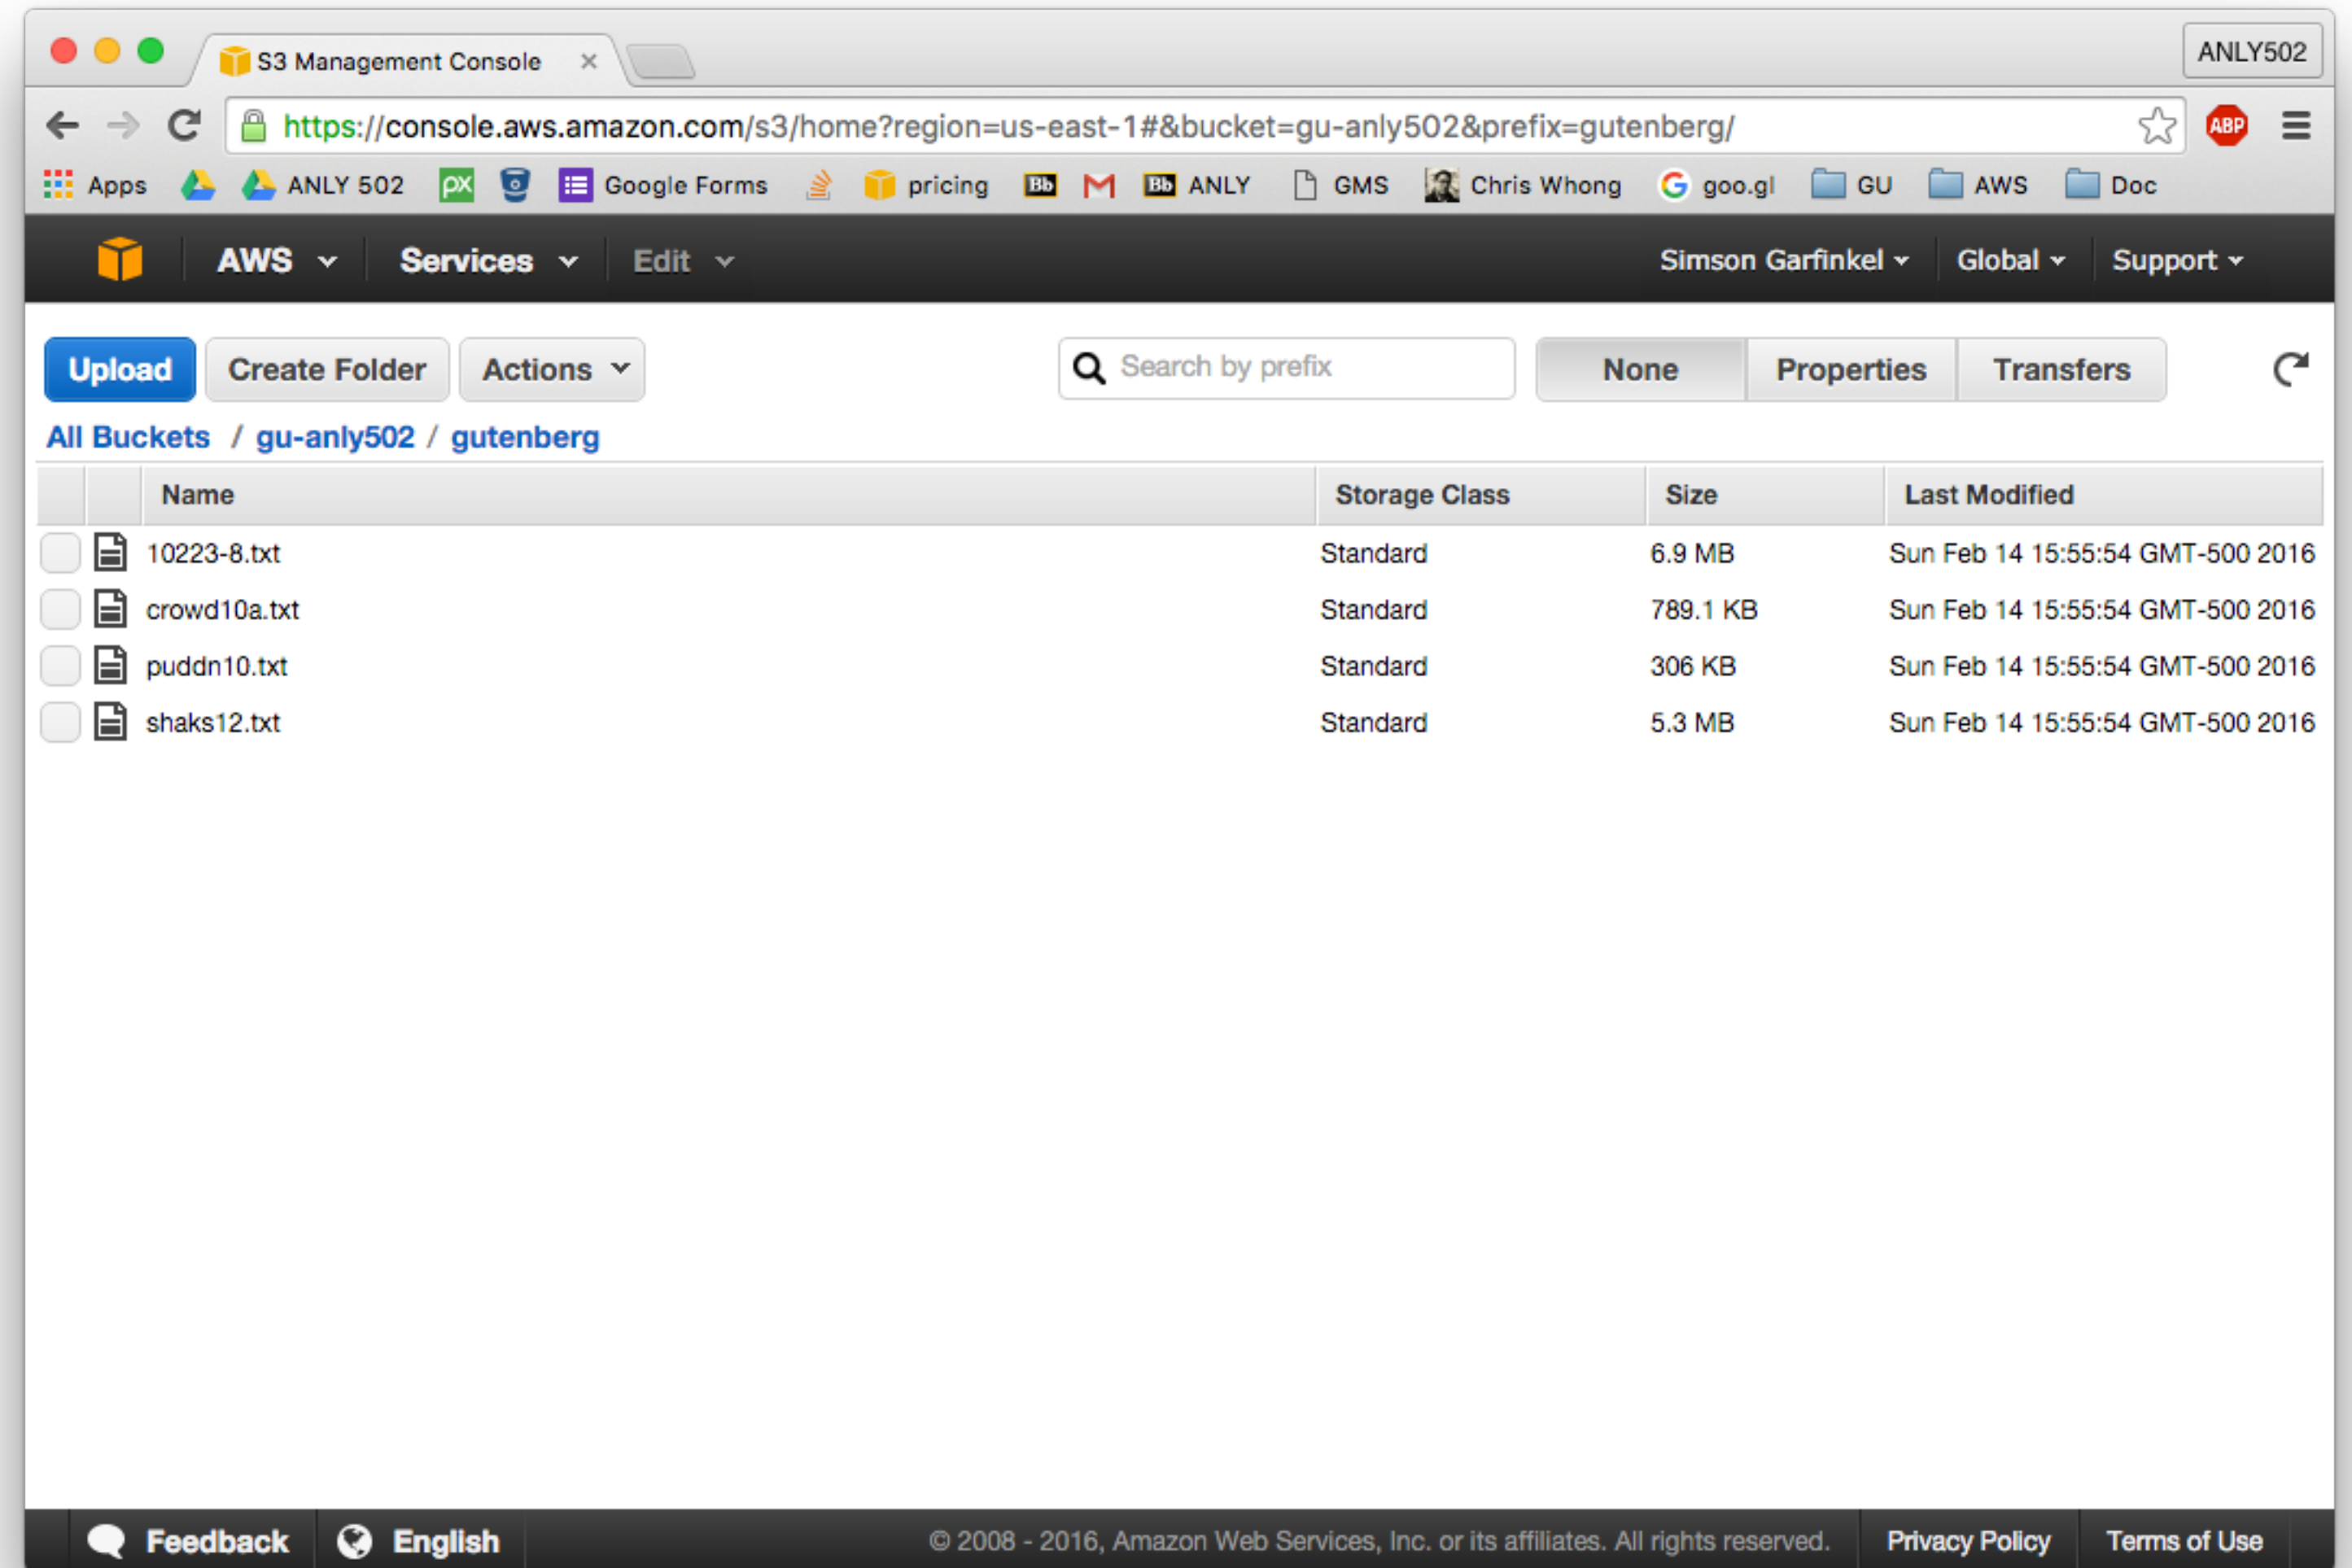 S3 Management Console × ANLY502
https://console.aws.amazon.com/s3/home?region=us-east-1#&bucket=gu-anly502&prefix=gutenberg/ ABP
Apps ANLY 502 px Google Forms pricing Bb M Bb ANLY GMS Chris Whong G goo.gl GU AWS Doc
AWS Services Edit Simson Garfinkel Global Support
Upload Create Folder Actions Search by prefix None Properties Transfers
All Buckets / gu-anly502 / gutenberg
Name Storage Class Size Last Modified
10223-8.txt Standard 6.9 MB Sun Feb 14 15:55:54 GMT-500 2016
crowd10a.txt Standard 789.1 KB Sun Feb 14 15:55:54 GMT-500 2016
puddn10.txt Standard 306 KB Sun Feb 14 15:55:54 GMT-500 2016
shaks12.txt Standard 5.3 MB Sun Feb 14 15:55:54 GMT-500 2016
Feedback English © 2008 - 2016, Amazon Web Services, Inc. or its affiliates. All rights reserved. Privacy Policy Terms of Use